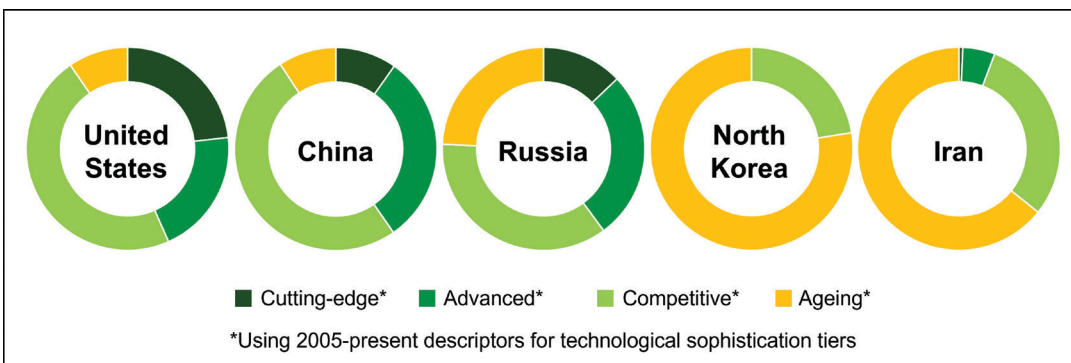 United
States
China
Russia
North
Korea
Iran
Cutting-edge* Advanced* Competitive* Ageing*
*Using 2005-present descriptors for technological sophistication tiers